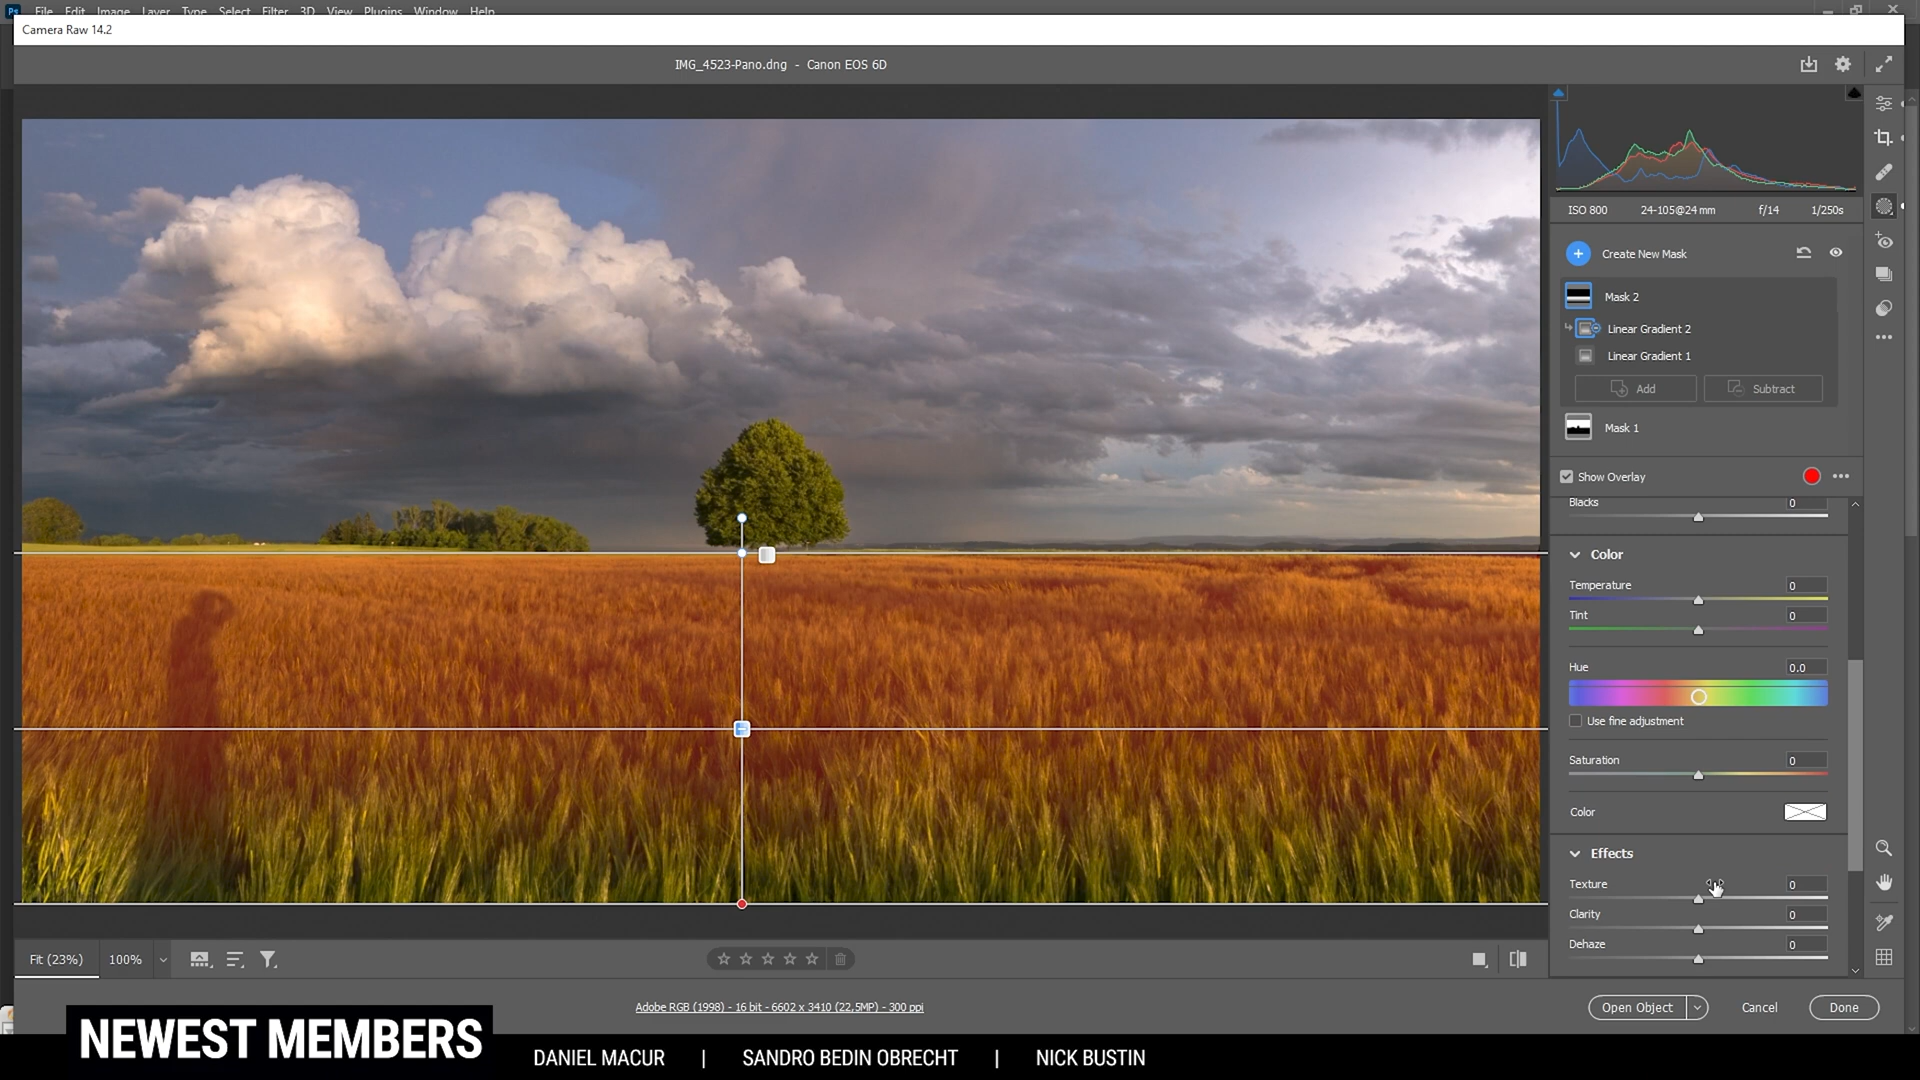 Ps File Edit Image Layer Type Select Filter 3D View Plugins Window Help
Camera Raw 14.2
IMG_4523-Pano.dng - Canon EOS 6D
ISO 800 24-105@24 mm f/14 1/250s
Create New Mask
Mask 2
Linear Gradient 2
Linear Gradient 1
Add Subtract
Mask 1
Show Overlay
Blacks 0
Color
Temperature 0
Tint 0
Hue 0.0
Use fine adjustment
Saturation 0
Color
Effects
Texture 0
Clarity 0
Dehaze 0
Fit (23%) 100%
Adobe RGB (1998) - 16 bit - 6602 x 3410 (22,5MP) - 300 ppi
Open Object Cancel Done
NEWEST MEMBERS
DANIEL MACUR | SANDRO BEDIN OBRECHT | NICK BUSTIN